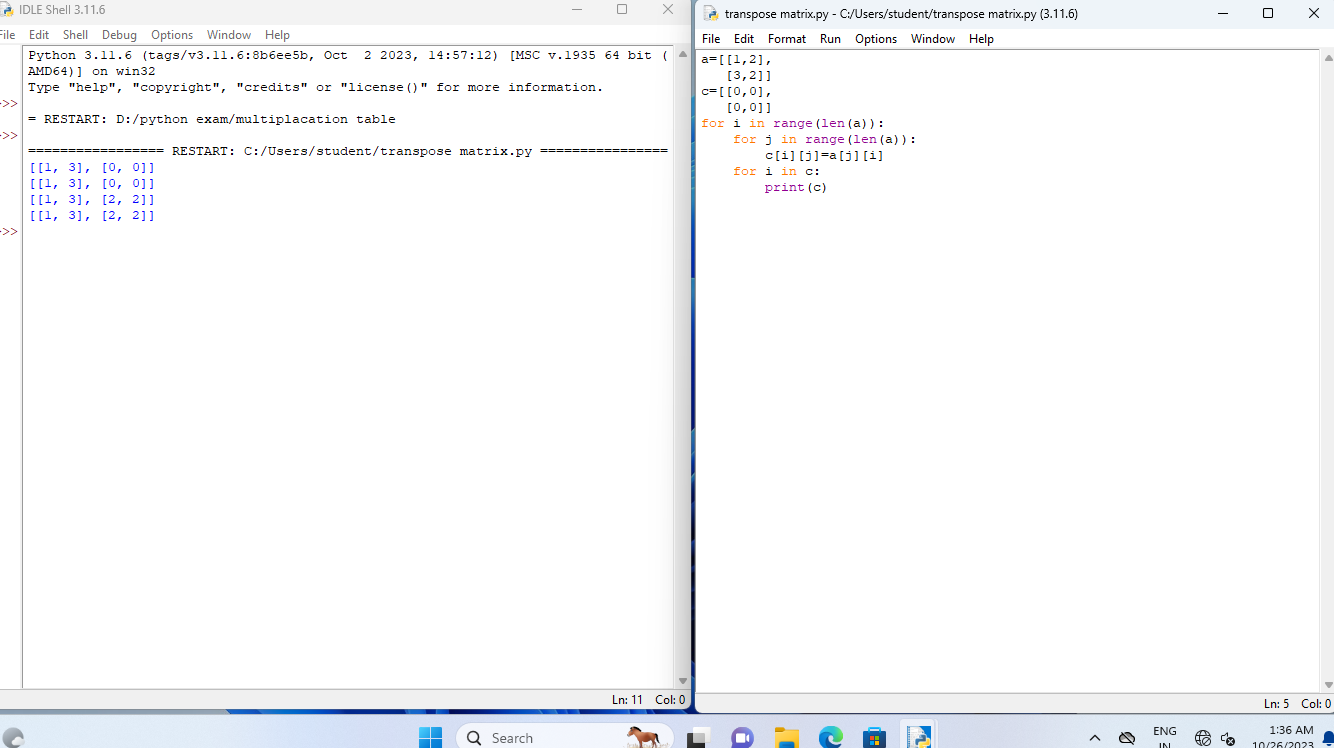 IDLE Shell 3.11.6
File Edit Shell Debug Options Window Help
Python 3.11.6 (tags/v3.11.6:8b6ee5b, Oct  2 2023, 14:57:12) [MSC v.1935 64 bit (
AMD64)] on win32
Type "help", "copyright", "credits" or "license()" for more information.
>>>
= RESTART: D:/python exam/multiplacation table
>>>
================= RESTART: C:/Users/student/transpose matrix.py ================
[[1, 3], [0, 0]]
[[1, 3], [0, 0]]
[[1, 3], [2, 2]]
[[1, 3], [2, 2]]
>>>
Ln: 11 Col: 0
transpose matrix.py - C:/Users/student/transpose matrix.py (3.11.6)
File Edit Format Run Options Window Help
a=[[1,2],
   [3,2]]
c=[[0,0],
   [0,0]]
for i in range(len(a)):
    for j in range(len(a)):
        c[i][j]=a[j][i]
    for i in c:
        print(c)
Ln: 5 Col: 0
Search
ENG
IN
1:36 AM
10/26/2023